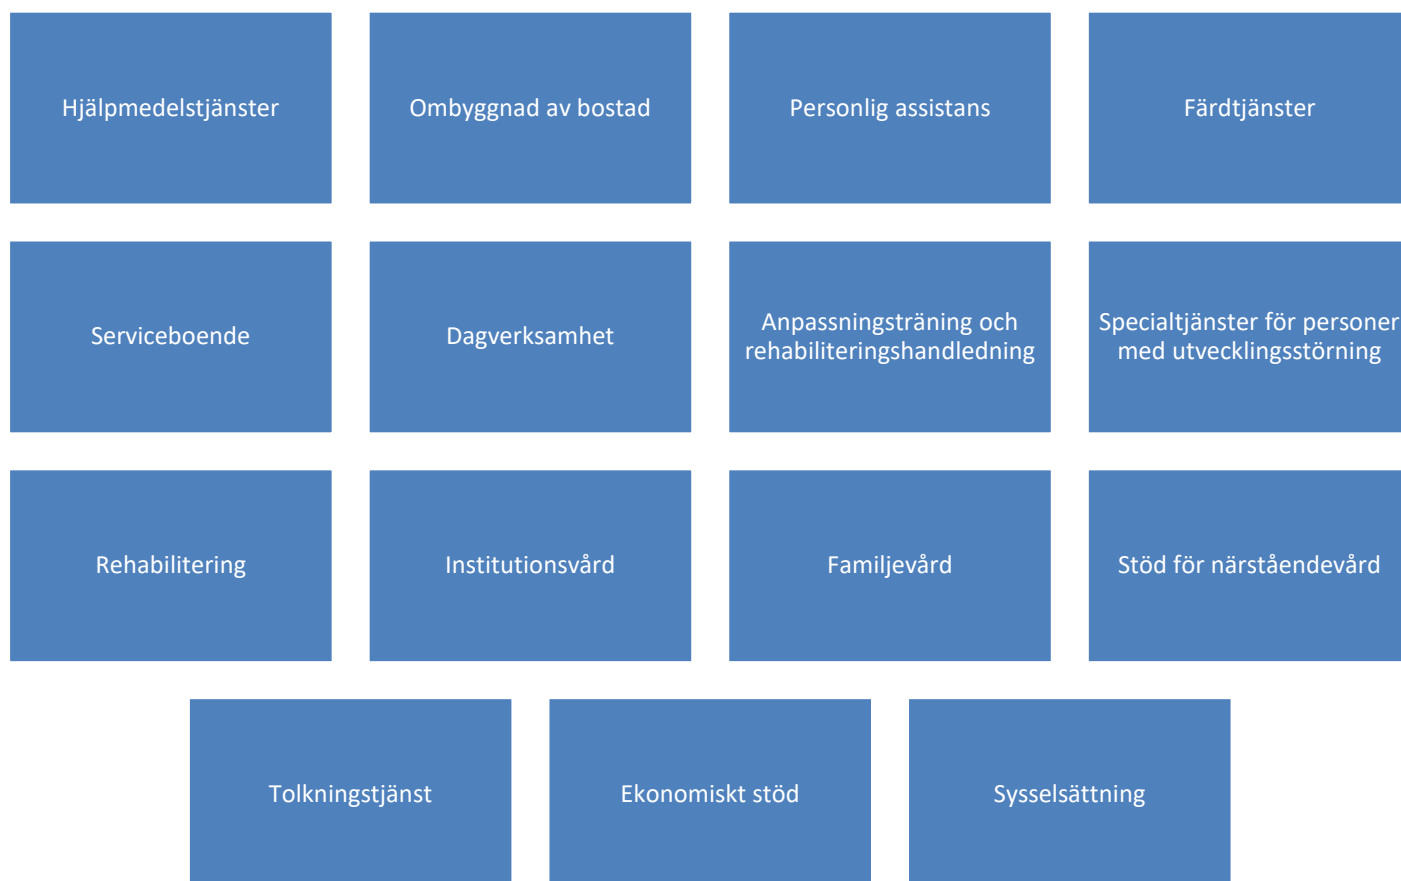 Hjälpmedelstjänster
Ombyggnad av bostad
Personlig assistans
Färdtjänster
Serviceboende
Dagverksamhet
Anpassningsträning och
rehabiliteringshandledning
Specialtjänster för personer
med utvecklingsstörning
Rehabilitering
Institutionsvård
Familjevård
Stöd för närståendevård
Tolkningstjänst
Ekonomiskt stöd
Sysselsättning